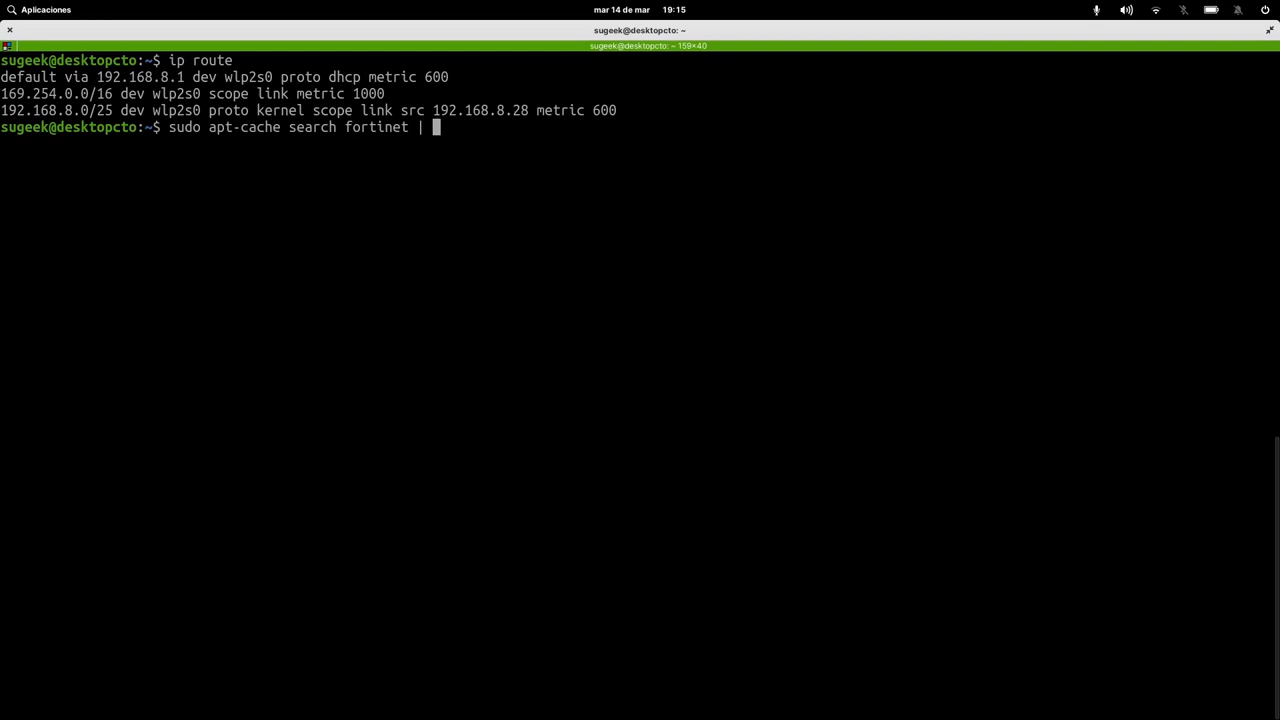 Aplicaciones
mar 14 de mar 19:15
sugeek@desktopcto: ~
sugeek@desktopcto: ~ 159×40
sugeek@desktopcto:~$ ip route
default via 192.168.8.1 dev wlp2s0 proto dhcp metric 600
169.254.0.0/16 dev wlp2s0 scope link metric 1000
192.168.8.0/25 dev wlp2s0 proto kernel scope link src 192.168.8.28 metric 600
sugeek@desktopcto:~$ sudo apt-cache search fortinet |